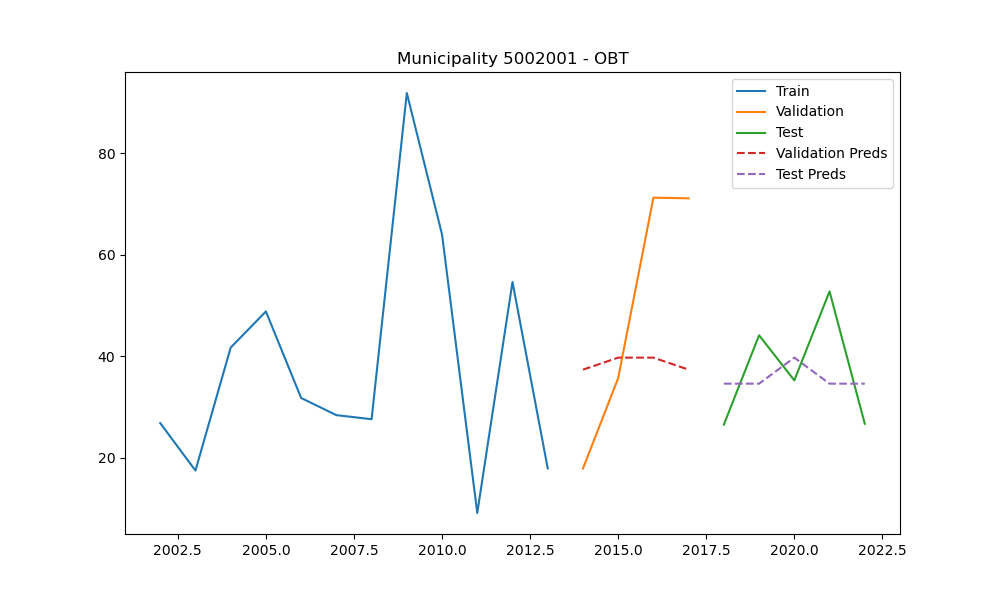 Municipality 5002001 - OBT
Train
Validation
Test
Validation Preds
Test Preds
80
60
40
20
2002.5 2005.0 2007.5 2010.0 2012.5 2015.0 2017.5 2020.0 2022.5